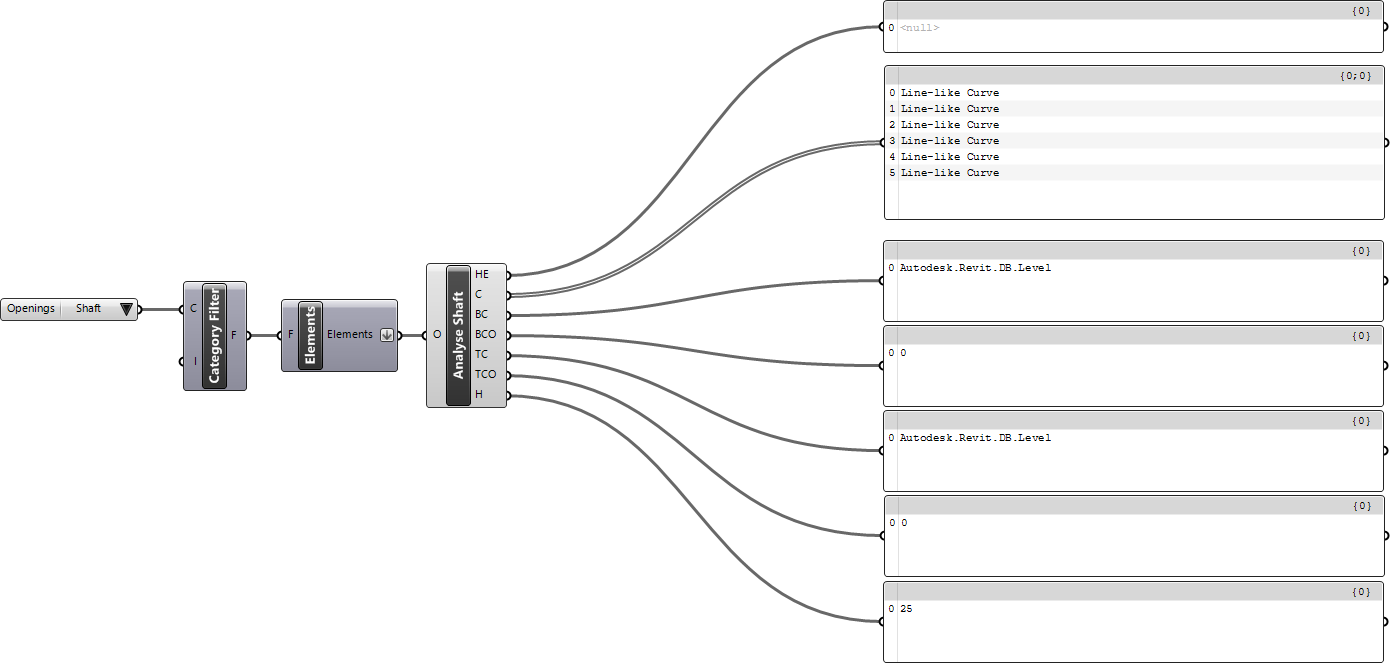 {0}
0 <null>
{0;0}
0 Line-like Curve
1 Line-like Curve
2 Line-like Curve
3 Line-like Curve
4 Line-like Curve
5 Line-like Curve
{0}
0 Autodesk.Revit.DB.Level
{0}
0 0
{0}
0 Autodesk.Revit.DB.Level
{0}
0 0
{0}
0 25
Openings Shaft
C
I
Category Filter
F
F
Elements
Elements
O
Analyse Shaft
HE
C
BC
BCO
TC
TCO
H